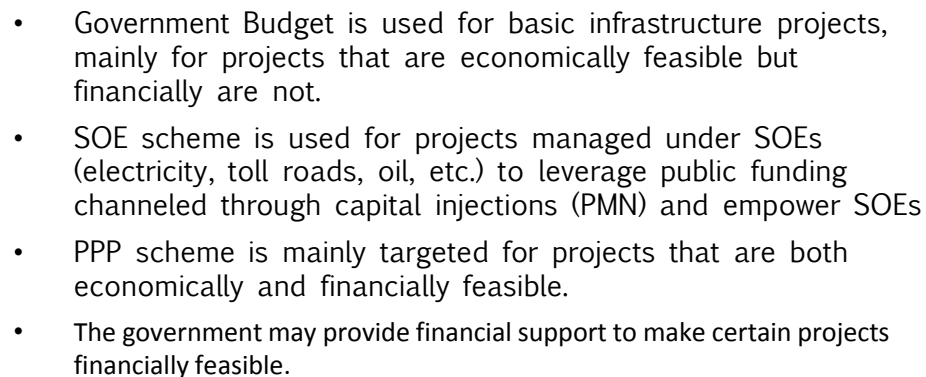 • Government Budget is used for basic infrastructure projects,
mainly for projects that are economically feasible but
financially are not.
• SOE scheme is used for projects managed under SOEs
(electricity, toll roads, oil, etc.) to leverage public funding
channeled through capital injections (PMN) and empower SOEs
• PPP scheme is mainly targeted for projects that are both
economically and financially feasible.
• The government may provide financial support to make certain projects
financially feasible.